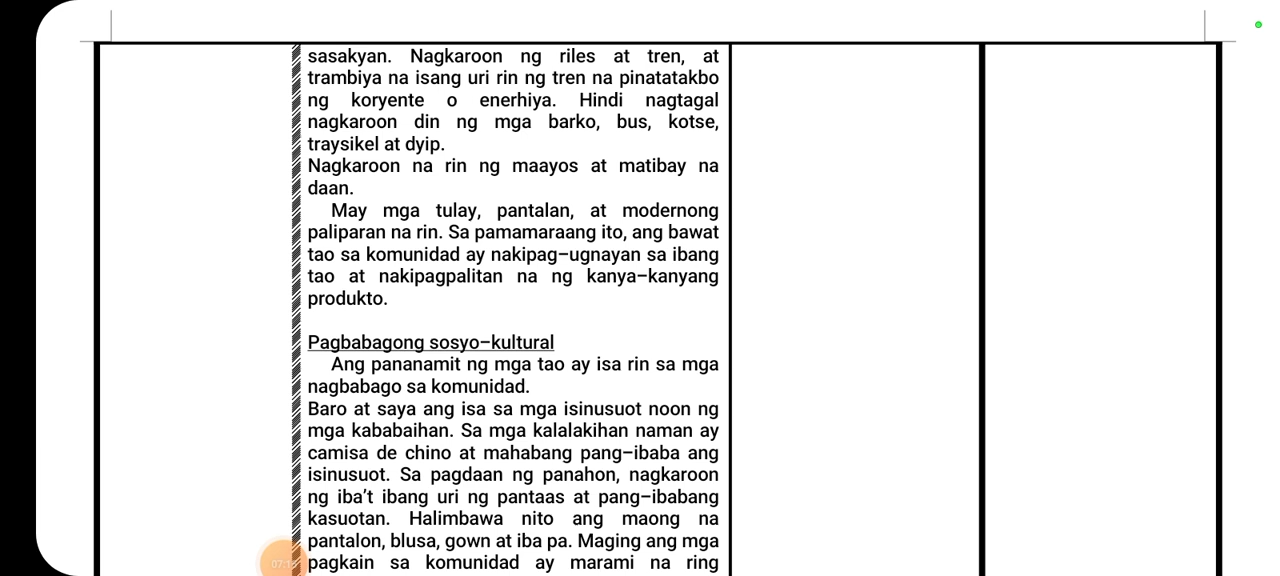 sasakyan. Nagkaroon ng riles at tren, at
trambiya na isang uri rin ng tren na pinatatakbo
ng koryente o enerhiya. Hindi nagtagal
nagkaroon din ng mga barko, bus, kotse,
traysikel at dyip.
Nagkaroon na rin ng maayos at matibay na
daan.
May mga tulay, pantalan, at modernong
paliparan na rin. Sa pamamaraang ito, ang bawat
tao sa komunidad ay nakipag–ugnayan sa ibang
tao at nakipagpalitan na ng kanya–kanyang
produkto.
Pagbabagong sosyo–kultural
Ang pananamit ng mga tao ay isa rin sa mga
nagbabago sa komunidad.
Baro at saya ang isa sa mga isinusuot noon ng
mga kababaihan. Sa mga kalalakihan naman ay
camisa de chino at mahabang pang–ibaba ang
isinusuot. Sa pagdaan ng panahon, nagkaroon
ng iba’t ibang uri ng pantaas at pang–ibabang
kasuotan. Halimbawa nito ang maong na
pantalon, blusa, gown at iba pa. Maging ang mga
pagkain sa komunidad ay marami na ring